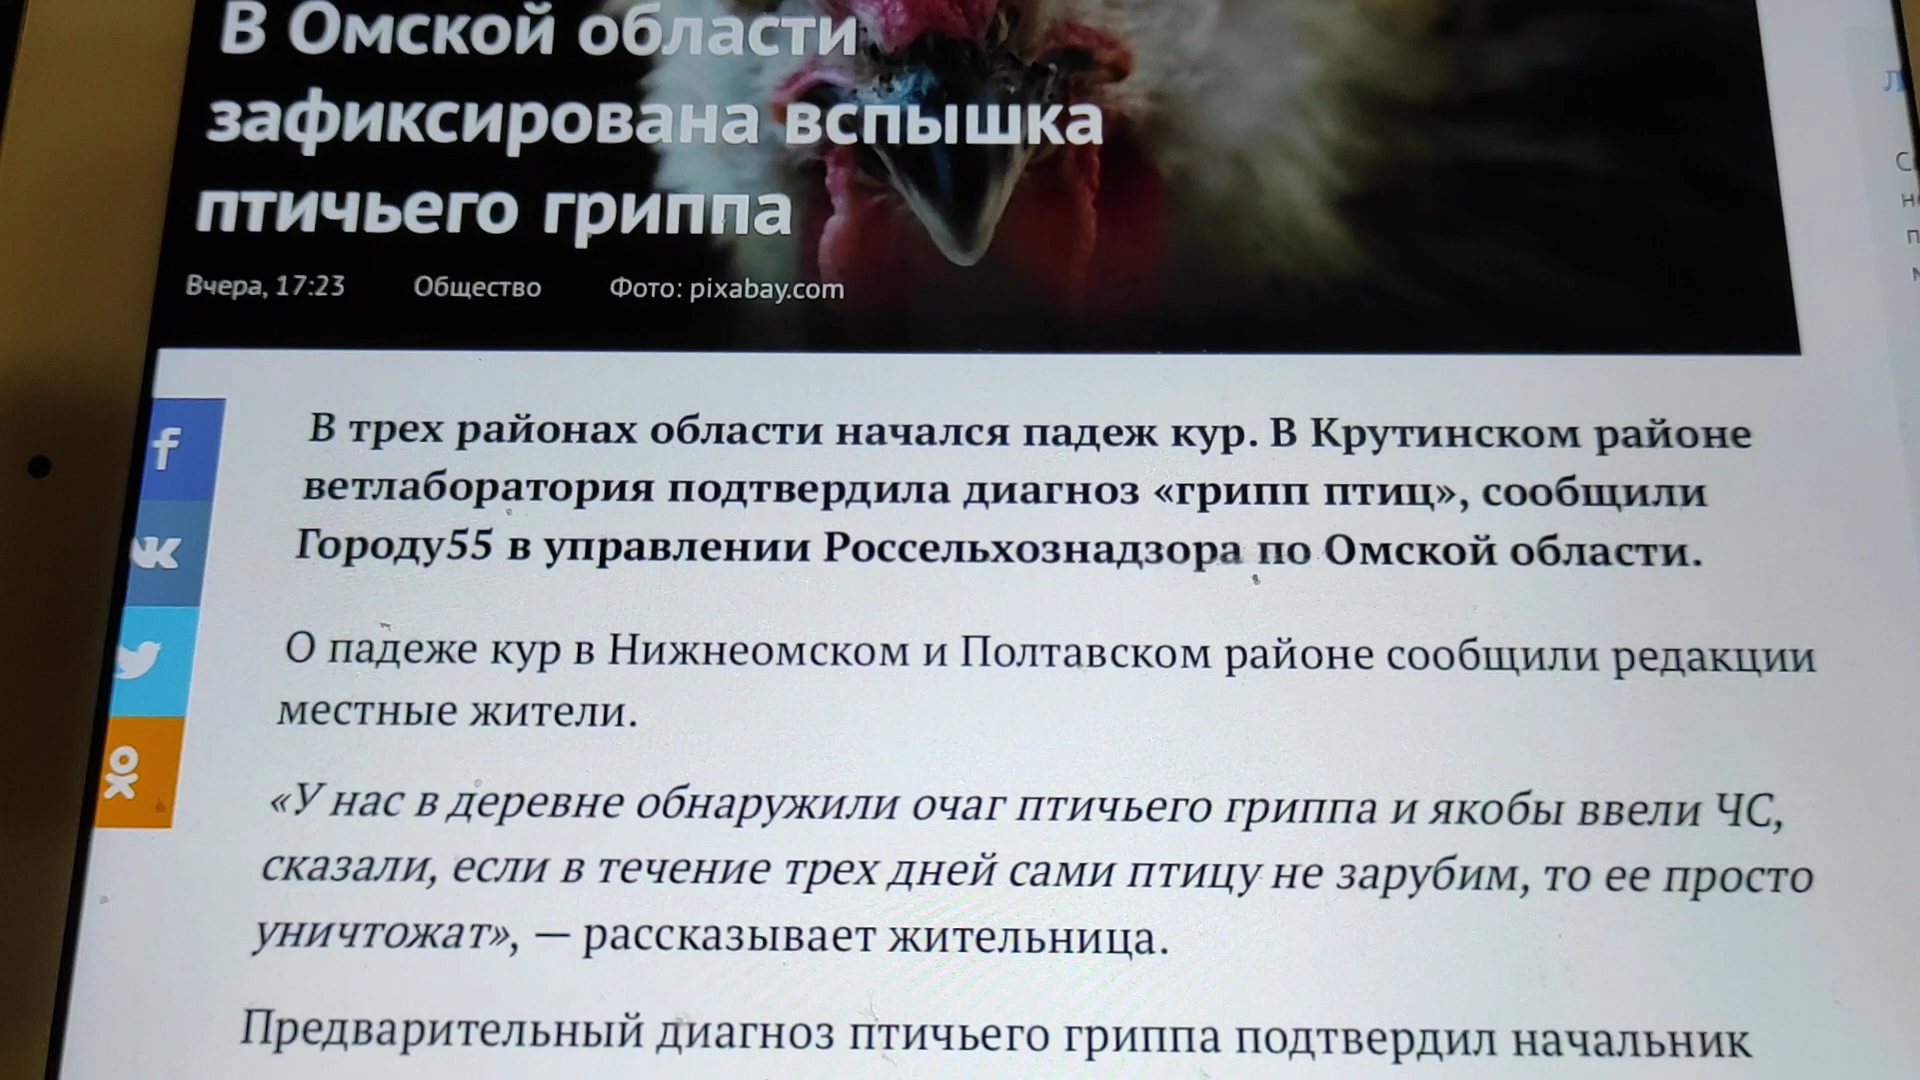 В Омской области
зафиксирована вспышка
птичьего гриппа
Вчера, 17:23 Общество Фото: pixabay.com
В трех районах области начался падеж кур. В Крутинском районе
ветлаборатория подтвердила диагноз «грипп птиц», сообщили
Городу55 в управлении Россельхознадзора по Омской области.
О падеже кур в Нижнеомском и Полтавском районе сообщили редакции
местные жители.
«У нас в деревне обнаружили очаг птичьего гриппа и якобы ввели ЧС,
сказали, если в течение трех дней сами птицу не зарубим, то ее просто
уничтожат», — рассказывает жительница.
Предварительный диагноз птичьего гриппа подтвердил начальник